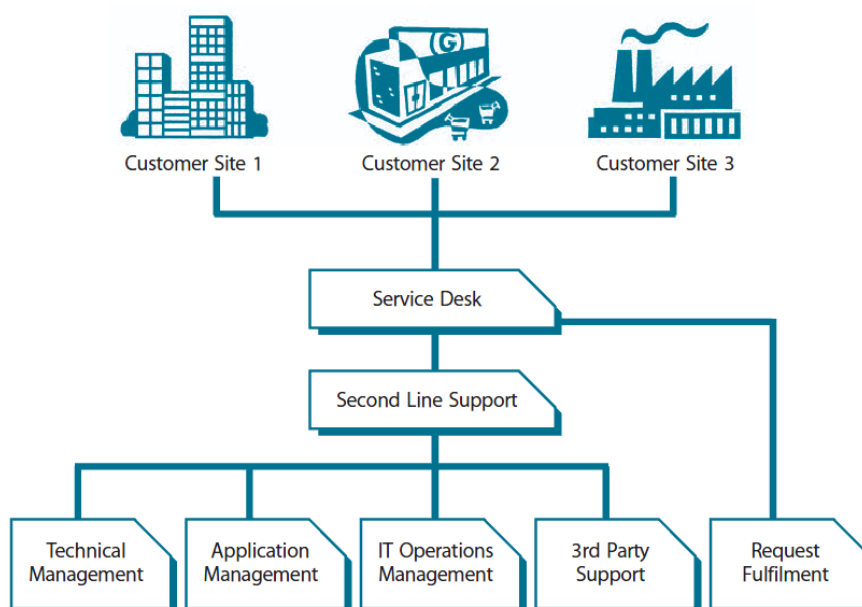 G
Customer Site 1
Customer Site 2
Customer Site 3
Service Desk
Second Line Support
Technical
Management
Application
Management
IT Operations
Management
3rd Party
Support
Request
Fulfilment